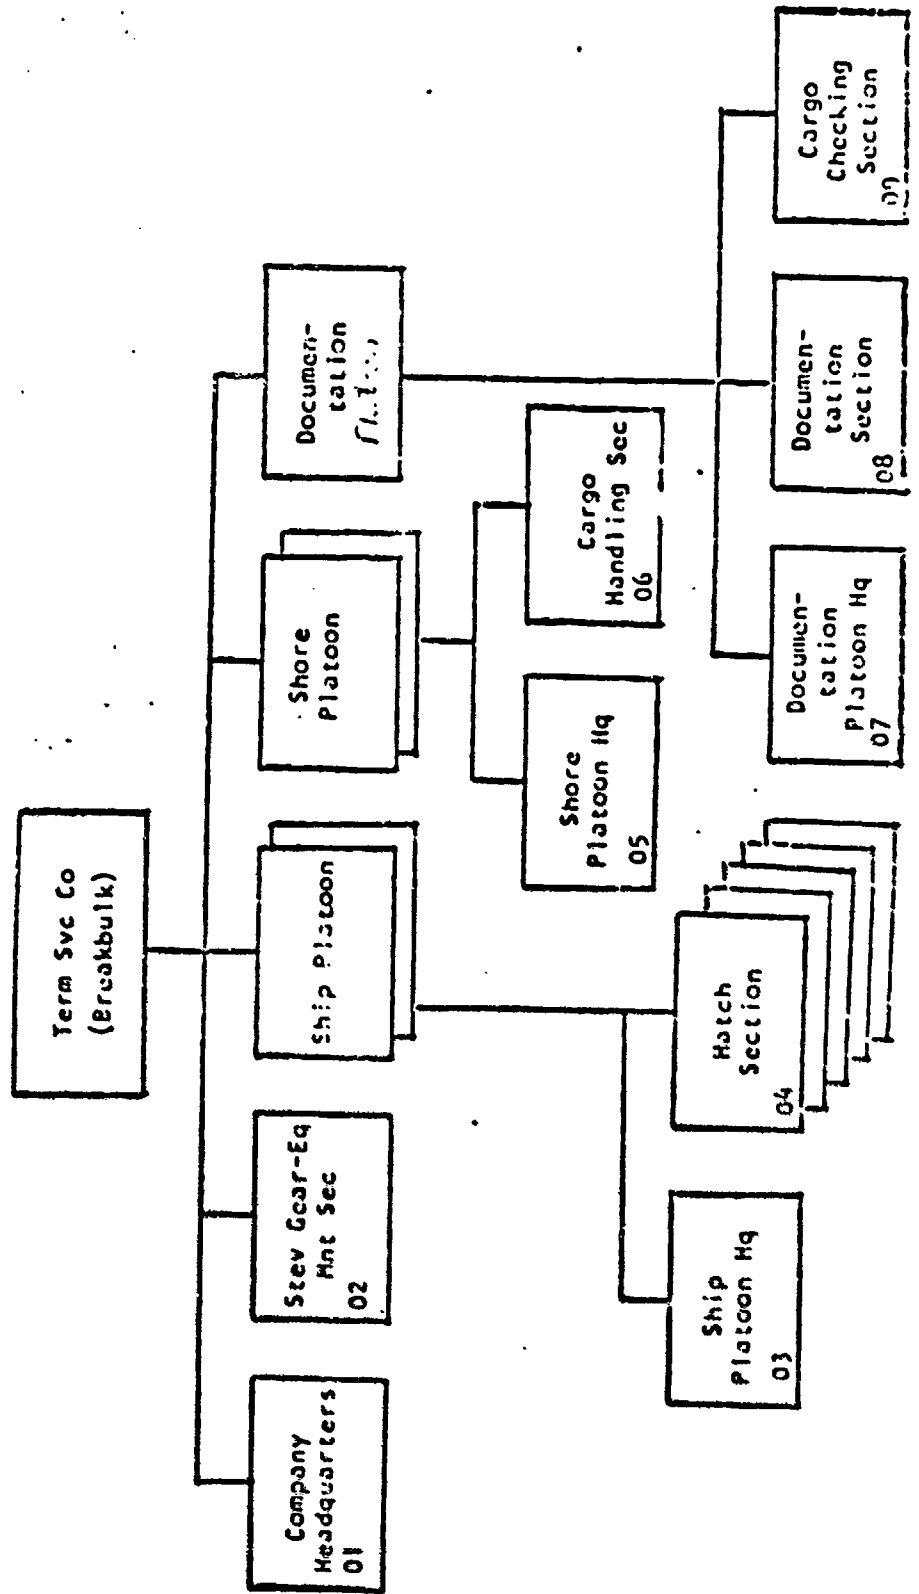 Term Svc Co
(Breakbulk)
Company
Headquarters
01
Stev Gear-Eq
Mnt Sec
02
Ship Platoon
Shore
Platoon
Documen-
tation
Ship
Platoon Hq
03
Hatch
Section
04
Shore
Platoon Hq
05
Cargo
Handling Sec
06
Documen-
tation
Platoon Hq
07
Documen-
tation
Section
08
Cargo
Checking
Section
09